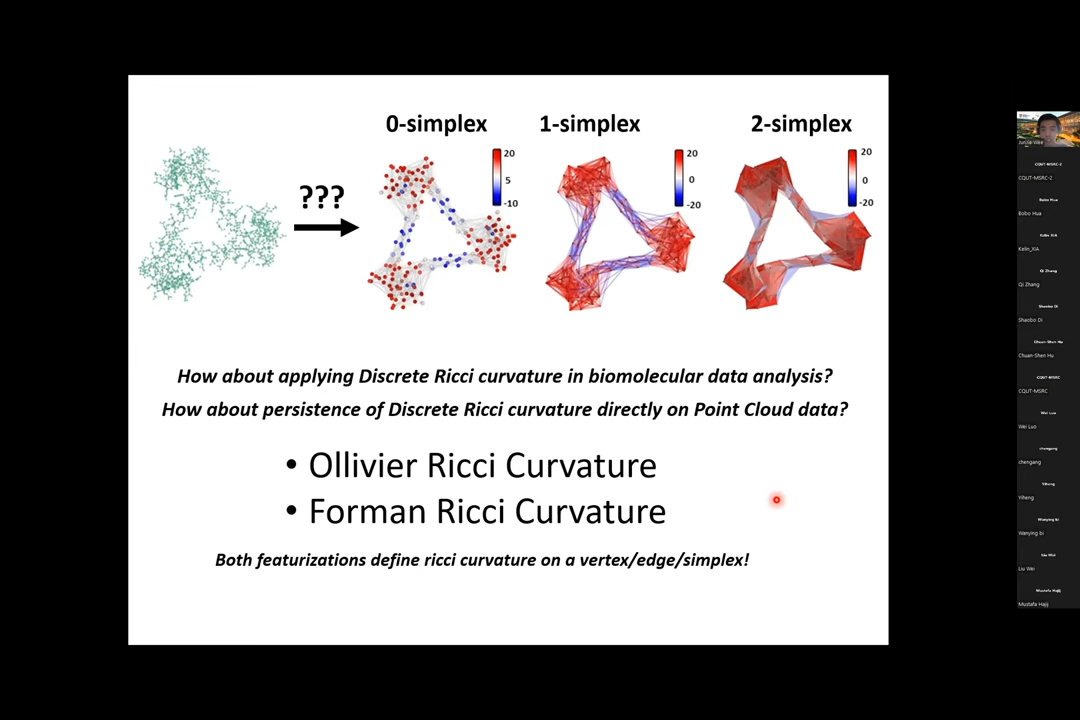 0-simplex
1-simplex
2-simplex
???
20
5
-10
20
0
-20
20
0
-20
How about applying Discrete Ricci curvature in biomolecular data analysis?
How about persistence of Discrete Ricci curvature directly on Point Cloud data?
• Ollivier Ricci Curvature
• Forman Ricci Curvature
Both featurizations define ricci curvature on a vertex/edge/simplex!
CQUT-MSRC-2
CQUT-MSRC-2
Bobo Hua
Bobo Hua
Kelin_XIA
Kelin_XIA
Qi Zhang
Qi Zhang
Shaobo Di
Shaobo Di
Chuan-Shen Hu
Chuan-Shen Hu
CQUT-MSRC
CQUT-MSRC
Wei Luo
Wei Luo
chengang
chengang
Yiheng
Yiheng
Wanying bi
Wanying bi
Liu Wei
Liu Wei
Mustafa Hajij
Mustafa Hajij